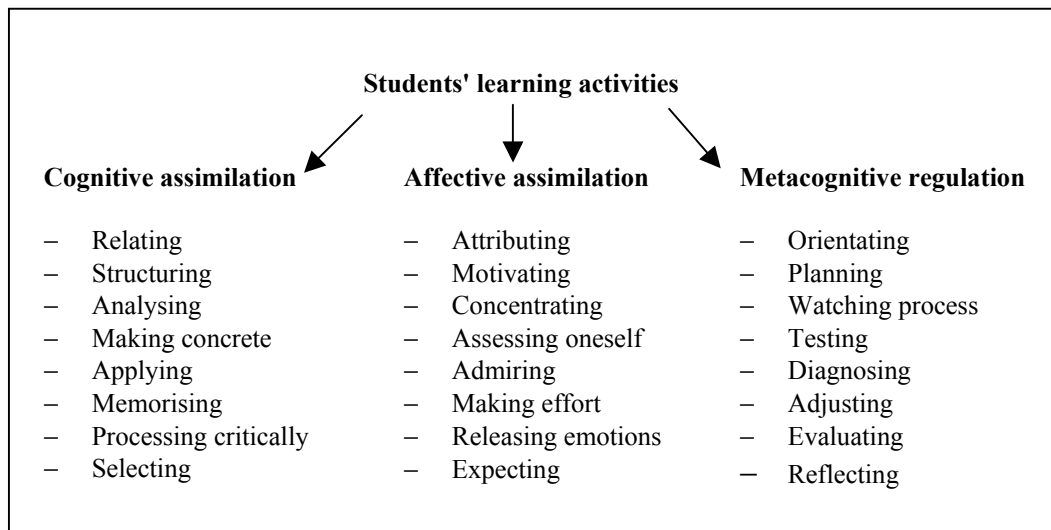 Students' learning activities
Cognitive assimilation
– Relating
– Structuring
– Analysing
– Making concrete
– Applying
– Memorising
– Processing critically
– Selecting
Affective assimilation
– Attributing
– Motivating
– Concentrating
– Assessing oneself
– Admiring
– Making effort
– Releasing emotions
– Expecting
Metacognitive regulation
– Orientating
– Planning
– Watching process
– Testing
– Diagnosing
– Adjusting
– Evaluating
– Reflecting